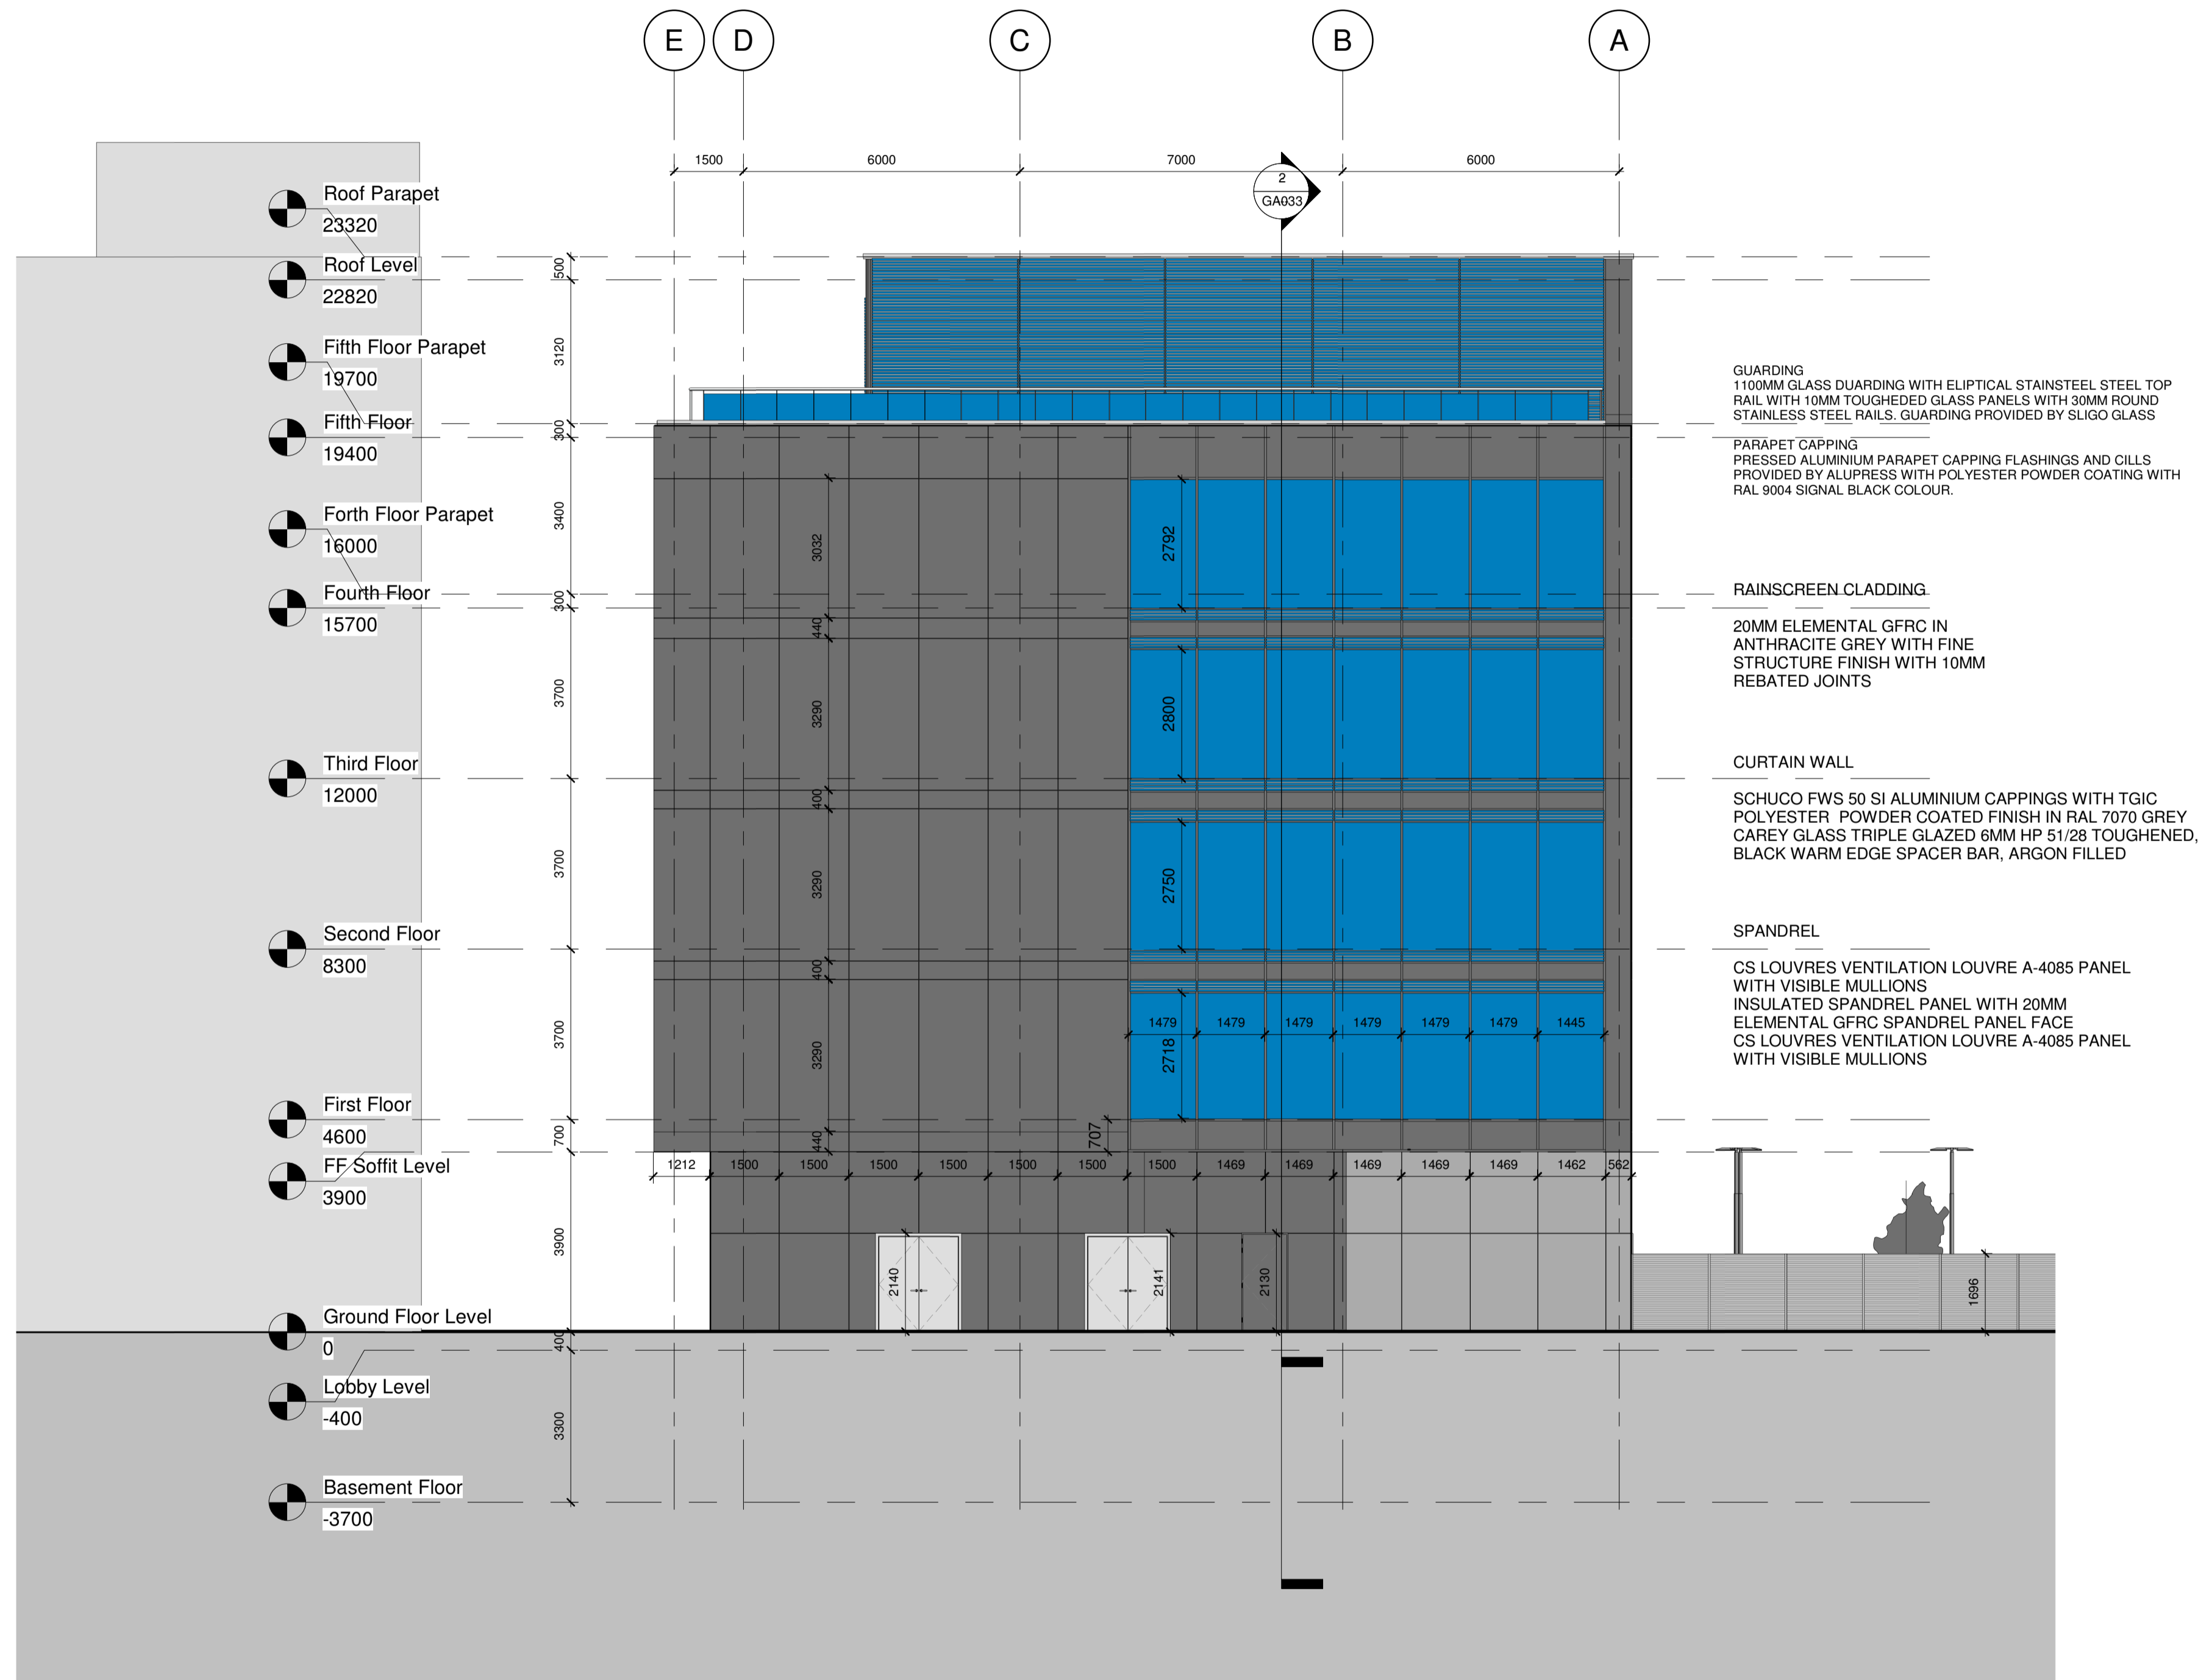 E D C B A
1500 6000 7000 6000
2
GA033
Roof Parapet
23320
Roof Level
22820
Fifth Floor Parapet
19700
Fifth Floor
19400
Forth Floor Parapet
16000
Fourth Floor
15700
Third Floor
12000
Second Floor
8300
First Floor
4600
FF Soffit Level
3900
Ground Floor Level
0
Lobby Level
-400
Basement Floor
-3700
500
3120
300
3400
300
3700
3700
3700
700
3900
400
3300
3032
440
3290
400
3290
400
3290
440
2792
2800
2750
2718
707
1479 1479 1479 1479 1479 1479 1445
1212 1500 1500 1500 1500 1500 1500 1500 1469 1469 1469 1469 1469 1462 562
2140
2141
2130
1696
GUARDING
1100MM GLASS DUARDING WITH ELIPTICAL STAINSTEEL STEEL TOP
RAIL WITH 10MM TOUGHEDED GLASS PANELS WITH 30MM ROUND
STAINLESS STEEL RAILS. GUARDING PROVIDED BY SLIGO GLASS
PARAPET CAPPING
PRESSED ALUMINIUM PARAPET CAPPING FLASHINGS AND CILLS
PROVIDED BY ALUPRESS WITH POLYESTER POWDER COATING WITH
RAL 9004 SIGNAL BLACK COLOUR.
RAINSCREEN CLADDING
20MM ELEMENTAL GFRC IN
ANTHRACITE GREY WITH FINE
STRUCTURE FINISH WITH 10MM
REBATED JOINTS
CURTAIN WALL
SCHUCO FWS 50 SI ALUMINIUM CAPPINGS WITH TGIC
POLYESTER POWDER COATED FINISH IN RAL 7070 GREY
CAREY GLASS TRIPLE GLAZED 6MM HP 51/28 TOUGHENED,
BLACK WARM EDGE SPACER BAR, ARGON FILLED
SPANDREL
CS LOUVRES VENTILATION LOUVRE A-4085 PANEL
WITH VISIBLE MULLIONS
INSULATED SPANDREL PANEL WITH 20MM
ELEMENTAL GFRC SPANDREL PANEL FACE
CS LOUVRES VENTILATION LOUVRE A-4085 PANEL
WITH VISIBLE MULLIONS